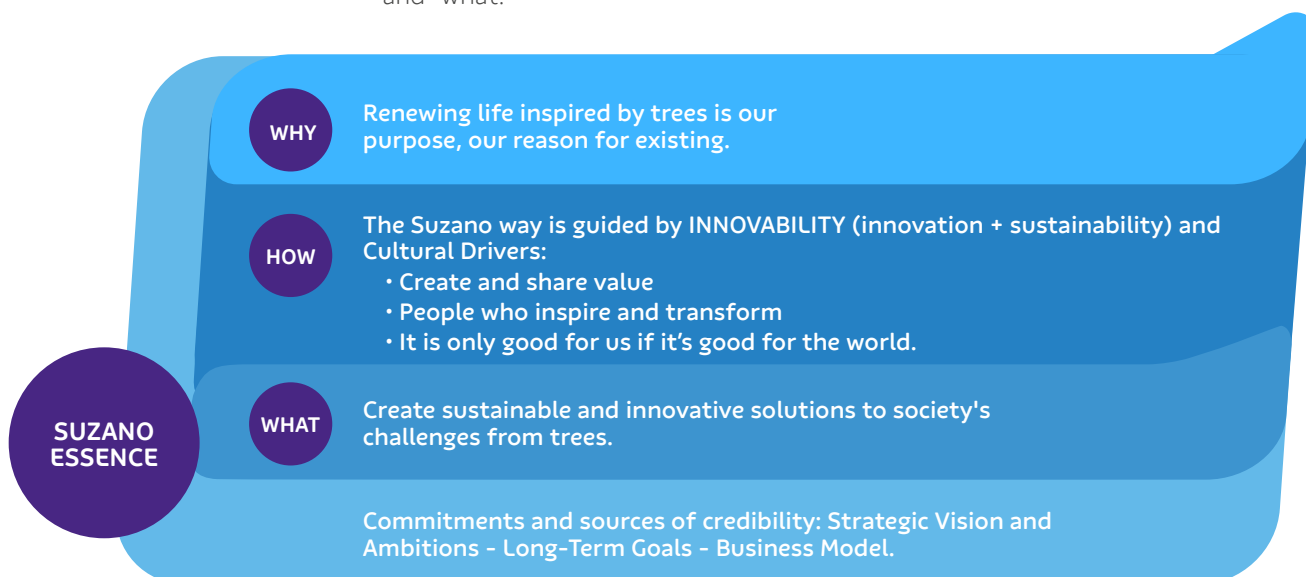 and "what."
WHY
Renewing life inspired by trees is our
purpose, our reason for existing.
HOW
The Suzano way is guided by INNOVABILITY (innovation + sustainability) and
Cultural Drivers:
• Create and share value
• People who inspire and transform
• It is only good for us if it's good for the world.
SUZANO
ESSENCE
WHAT
Create sustainable and innovative solutions to society's
challenges from trees.
Commitments and sources of credibility: Strategic Vision and
Ambitions - Long-Term Goals - Business Model.